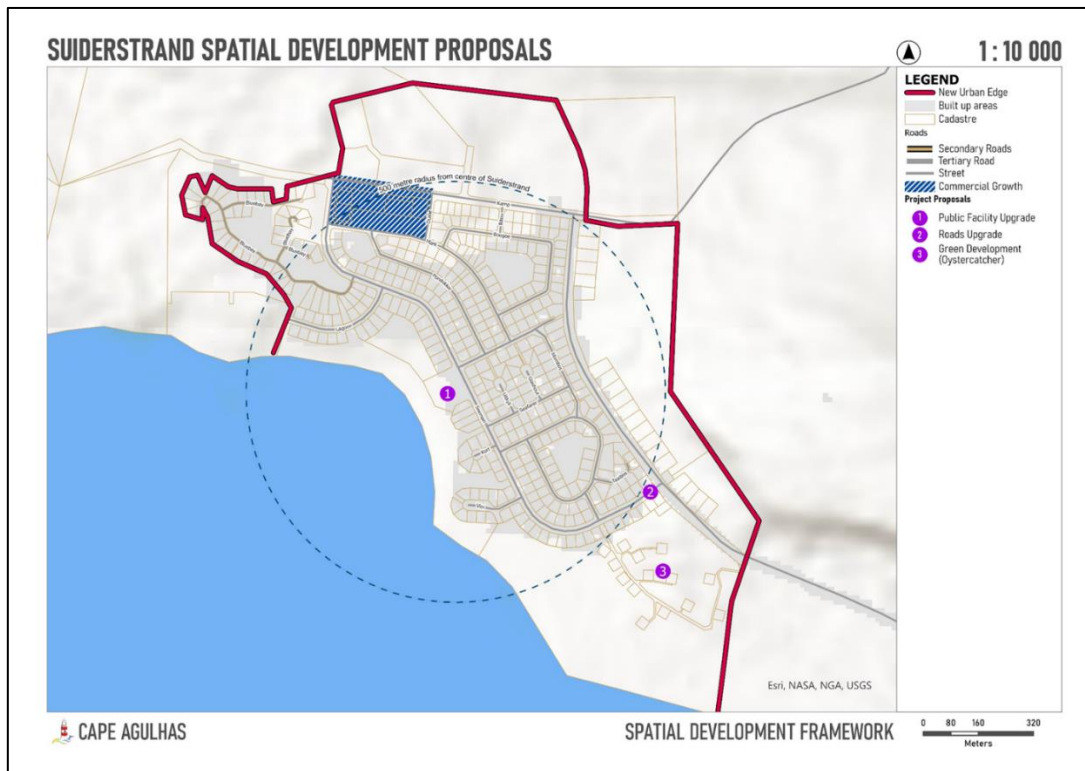 SUIDERSTRAND SPATIAL DEVELOPMENT PROPOSALS
1:10 000
LEGEND
New Urban Edge
Built up areas
Cadastre
Roads
Secondary Roads
Tertiary Road
Street
Commercial Growth
Project Proposals
1 Public Facility Upgrade
2 Roads Upgrade
3 Green Development
(Oystercatcher)
500 metre radius from centre of Suiderstrand
1
2
3
Esri, NASA, NGA, USGS
CAPE AGULHAS
SPATIAL DEVELOPMENT FRAMEWORK
0 80 160 320
Meters